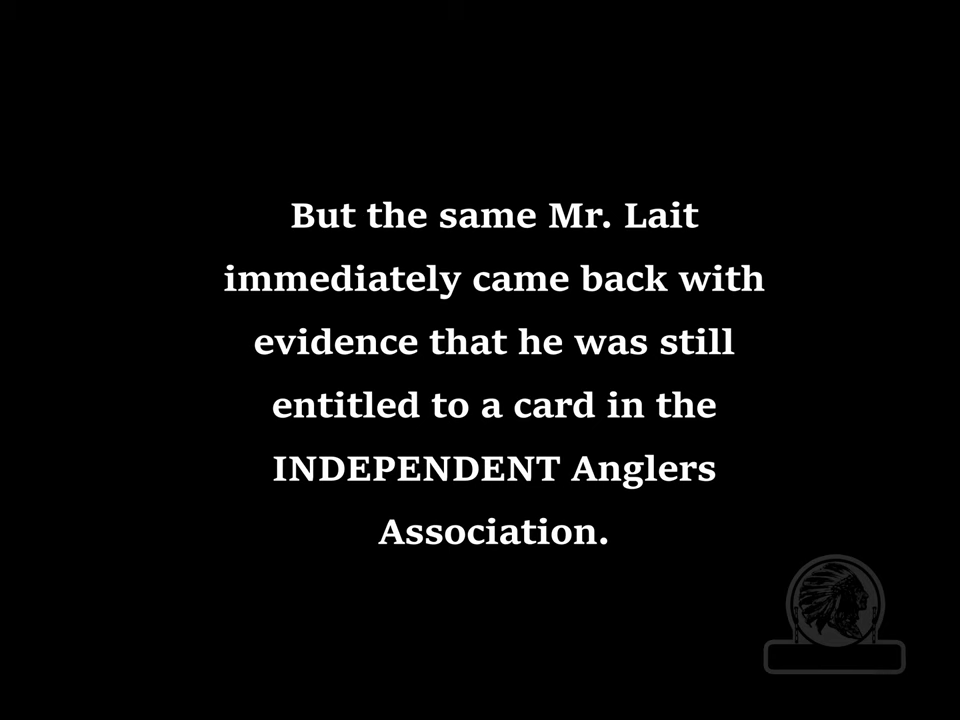 But the same Mr. Lait
immediately came back with
evidence that he was still
entitled to a card in the
INDEPENDENT Anglers
Association.